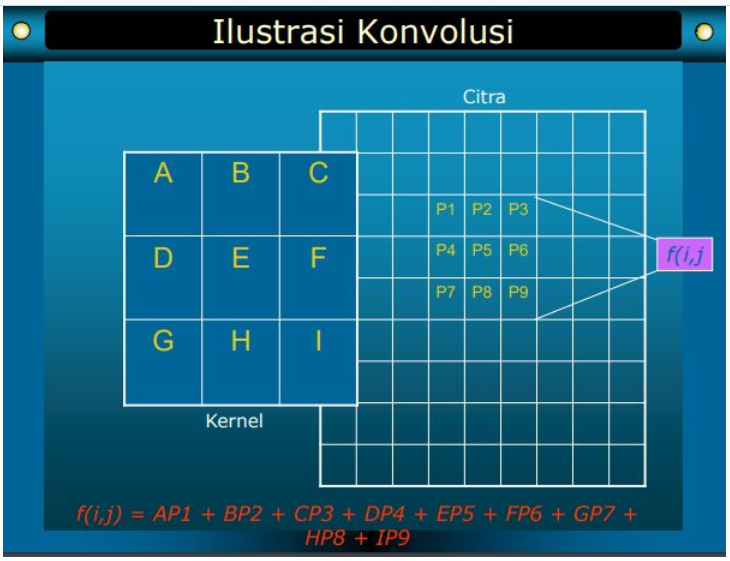 Ilustrasi Konvolusi
Citra
A B C
P1 P2 P3
D E F
P4 P5 P6
f(i,j
G H I
P7 P8 P9
Kernel
f(i,j) = AP1 + BP2 + CP3 + DP4 + EP5 + FP6 + GP7 +
HP8 + IP9